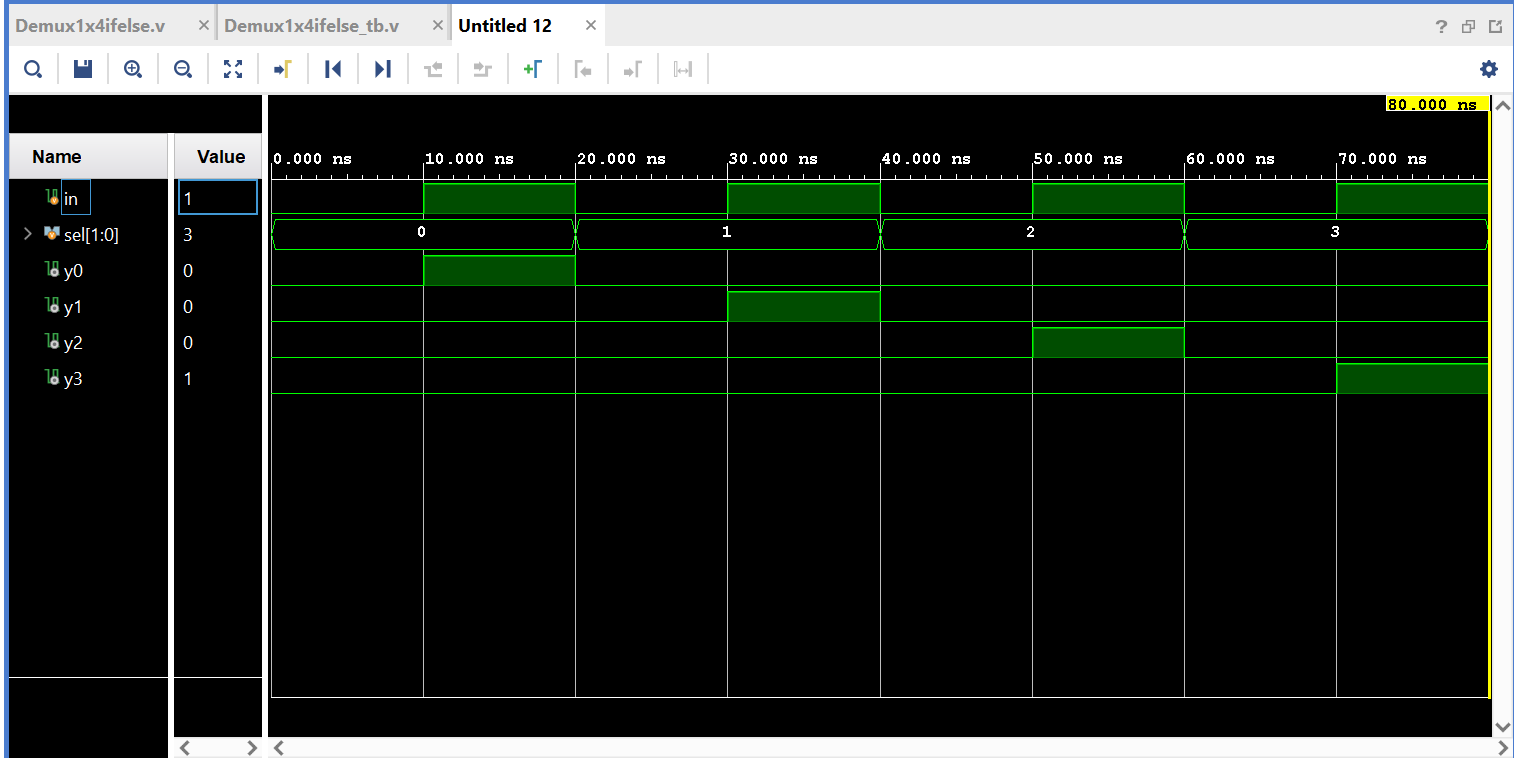 Demux1x4ifelse.v × Demux1x4ifelse_tb.v × Untitled 12 × ?
80.000 ns
Name Value 0.000 ns 10.000 ns 20.000 ns 30.000 ns 40.000 ns 50.000 ns 60.000 ns 70.000 ns
in 1
sel[1:0] 3 0 1 2 3
y0 0
y1 0
y2 0
y3 1